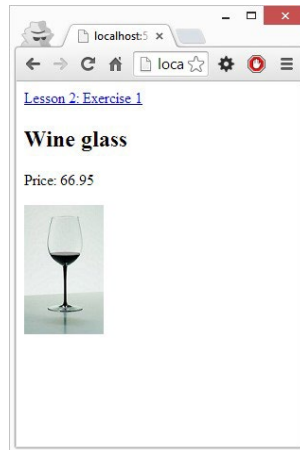 localhost:5
loca
Lesson 2: Exercise 1
Wine glass
Price: 66.95